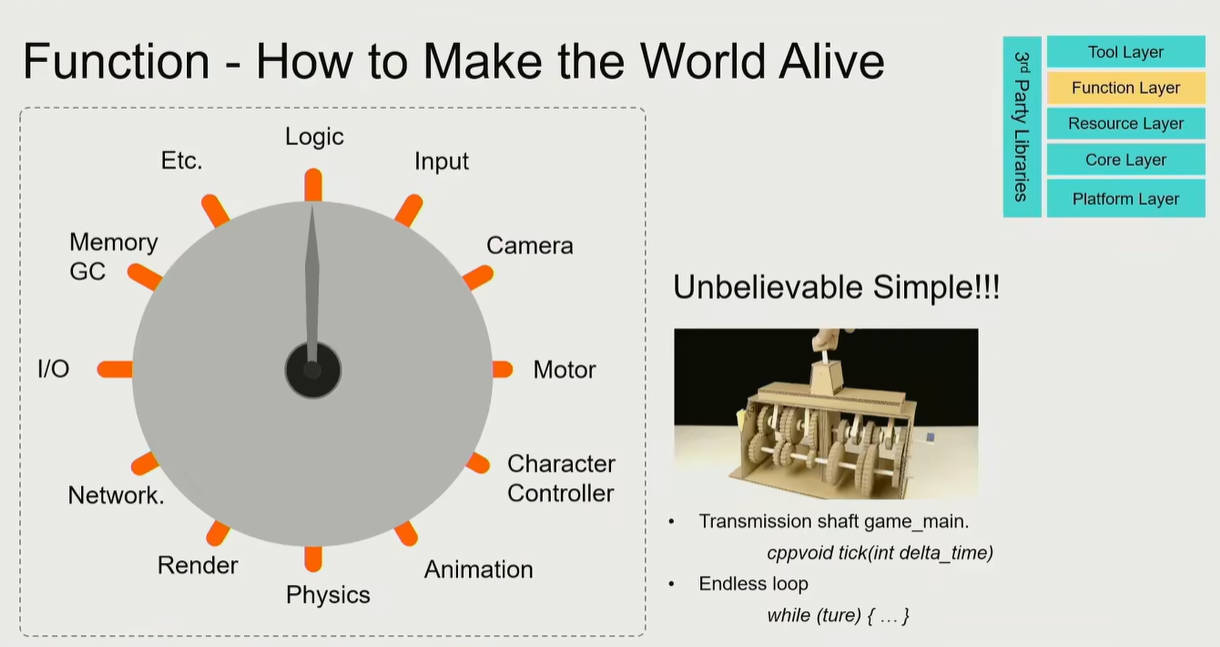 Function - How to Make the World Alive
3rd Party Libraries
Tool Layer
Function Layer
Resource Layer
Core Layer
Platform Layer
Logic
Input
Camera
Motor
Character
Controller
Animation
Physics
Render
Network.
I/O
Memory
GC
Etc.
Unbelievable Simple!!!
• Transmission shaft game_main.
cppvoid tick(int delta_time)
• Endless loop
while (ture) { … }